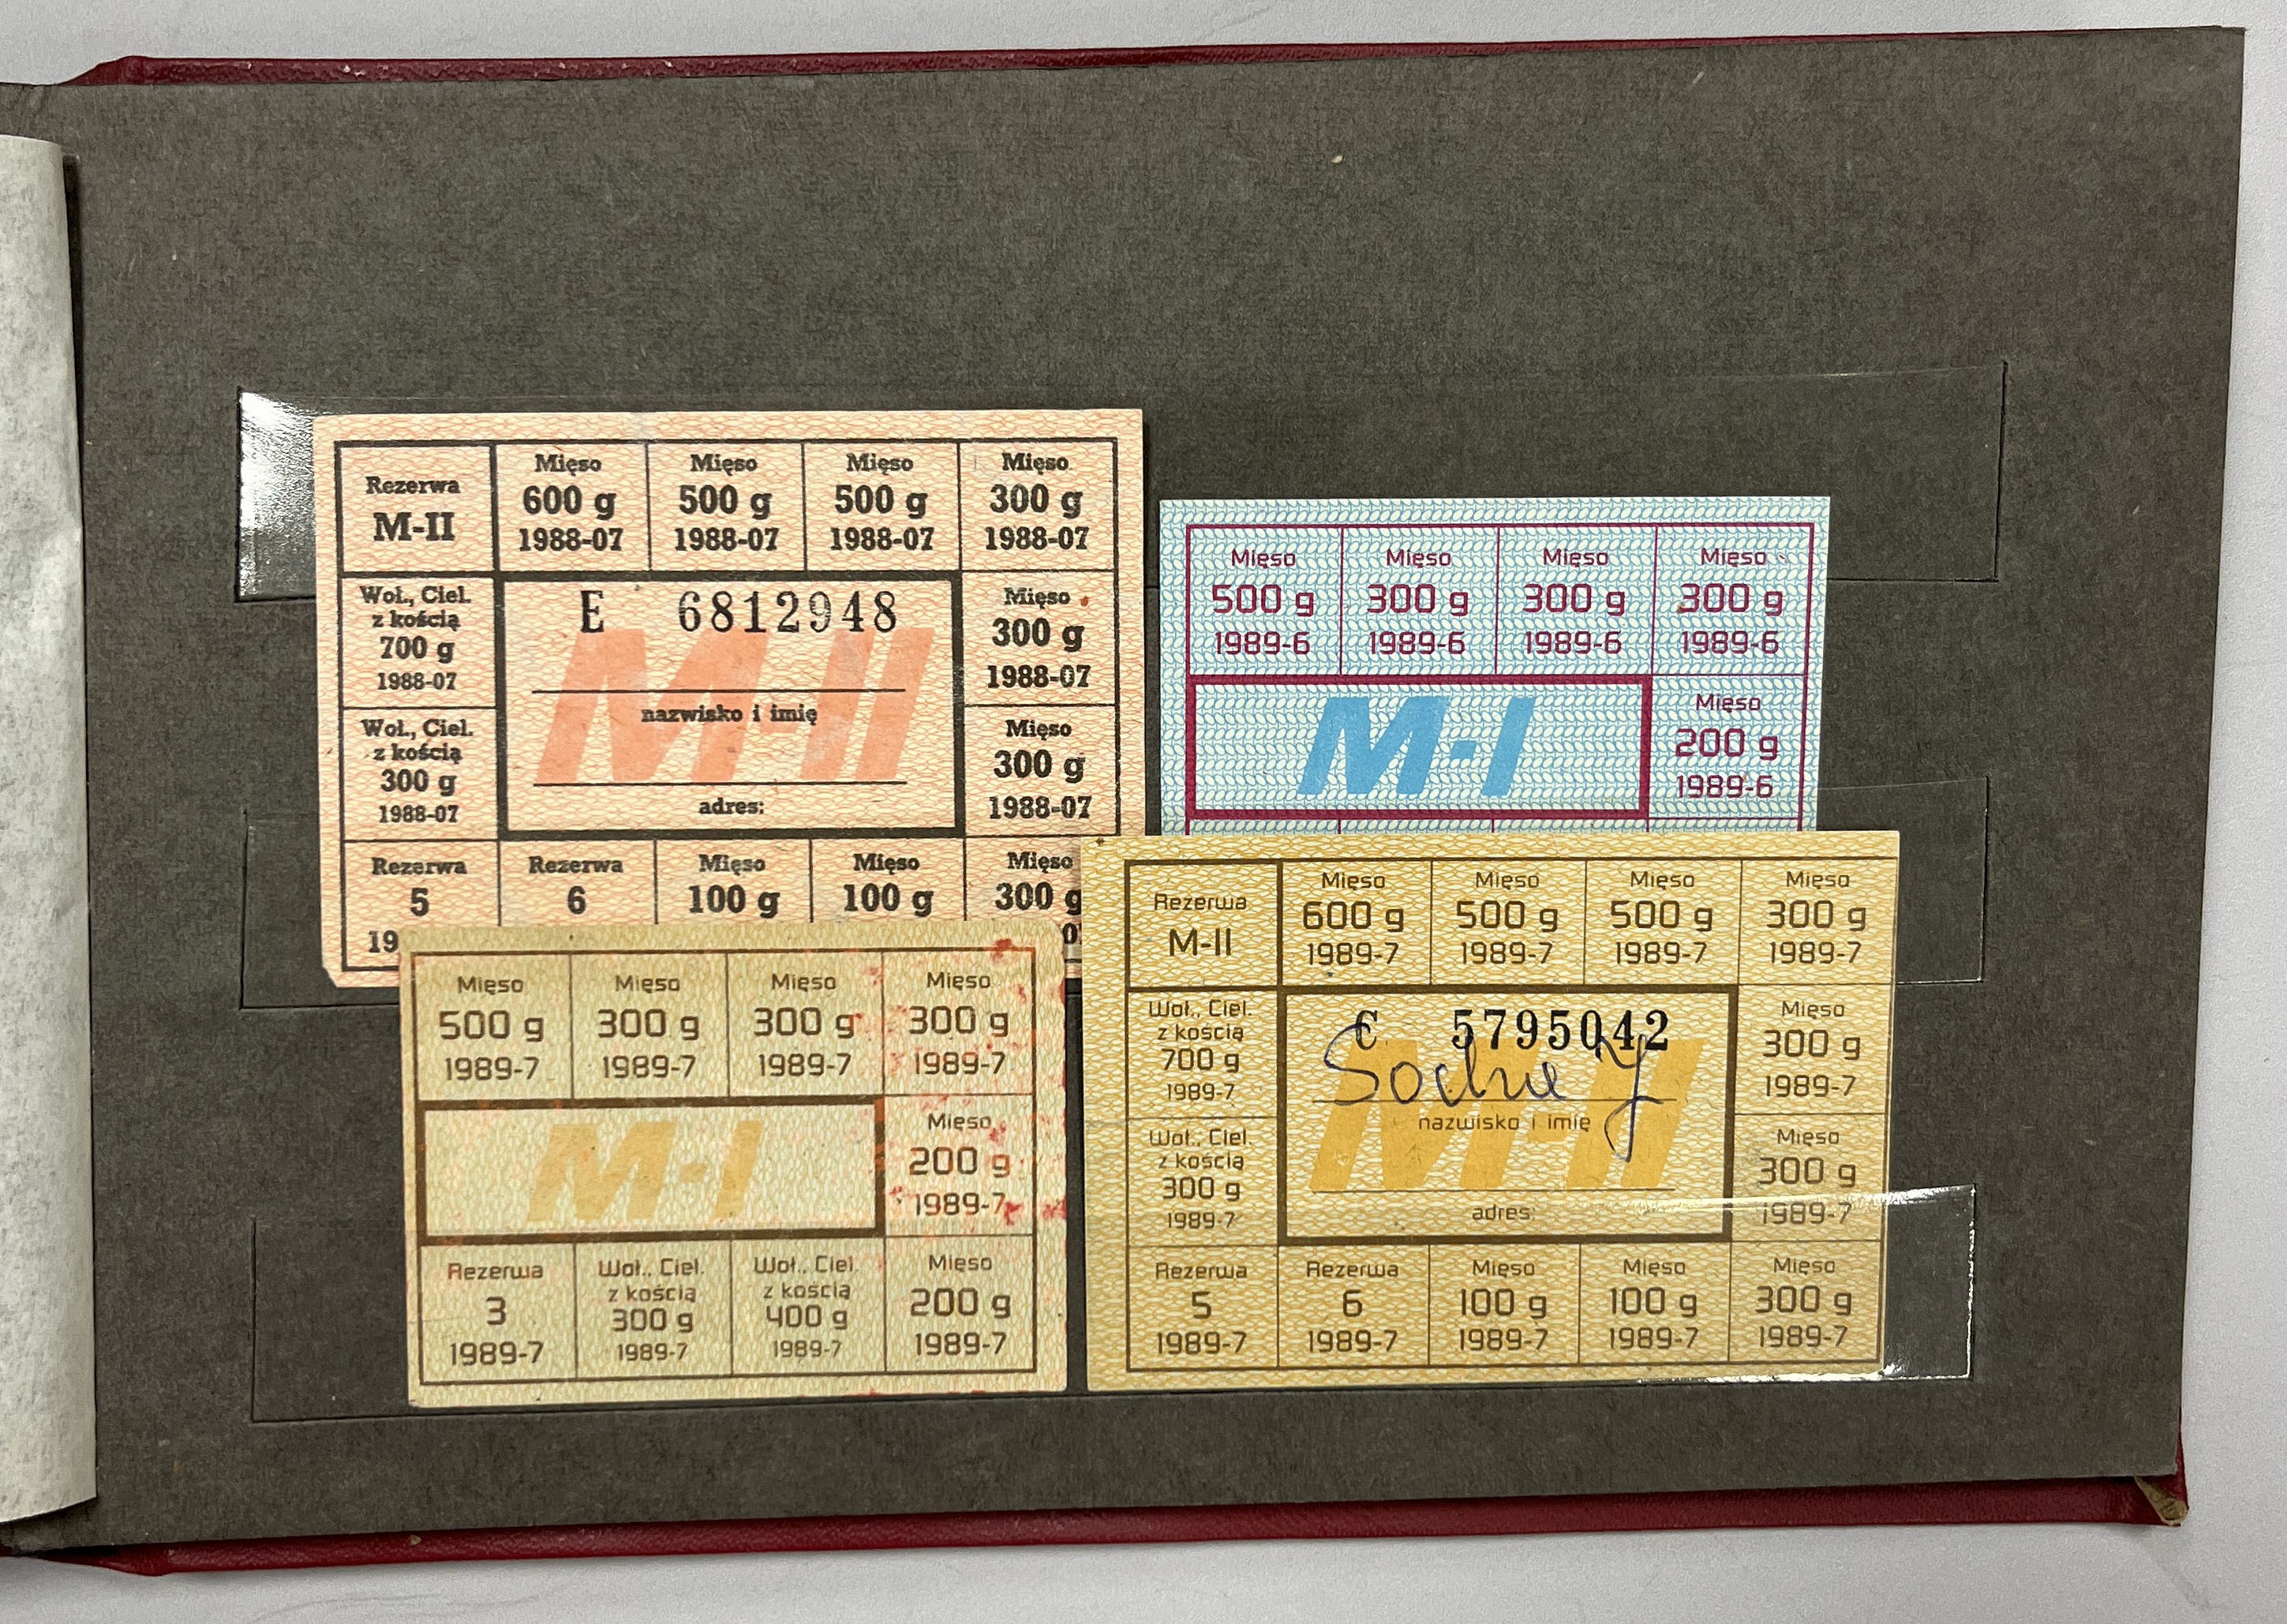 Rezerwa
M-II
Mięso
600 g
1988-07
Mięso
500 g
1988-07
Mięso
500 g
1988-07
Mięso
300 g
1988-07
Woł., Ciel.
z kością
700 g
1988-07
E 6812948
M-II
nazwisko i imię
adres:
Mięso
300 g
1988-07
Woł., Ciel.
z kością
300 g
1988-07
Mięso
300 g
1988-07
Rezerwa
5
19
Rezerwa
6
Mięso
100 g
Mięso
100 g
Mięso
300 g
Mięso
500 g
1989-6
Mięso
300 g
1989-6
Mięso
300 g
1989-6
Mięso
300 g
1989-6
M-I
Mięso
200 g
1989-6
Mięso
500 g
1989-7
Mięso
300 g
1989-7
Mięso
300 g
1989-7
Mięso
300 g
1989-7
M-I
Mięso
200 g
1989-7
Rezerwa
3
1989-7
Woł., Ciel.
z kością
300 g
1989-7
Woł., Ciel.
z kością
400 g
1989-7
Mięso
200 g
1989-7
Rezerwa
M-II
Mięso
600 g
1989-7
Mięso
500 g
1989-7
Mięso
500 g
1989-7
Mięso
300 g
1989-7
Woł., Ciel.
z kością
700 g
1989-7
C 5795042
M-II
nazwisko i imię
adres:
Mięso
300 g
1989-7
Woł., Ciel.
z kością
300 g
1989-7
Mięso
300 g
1989-7
Rezerwa
5
1989-7
Rezerwa
6
1989-7
Mięso
100 g
1989-7
Mięso
100 g
1989-7
Mięso
300 g
1989-7